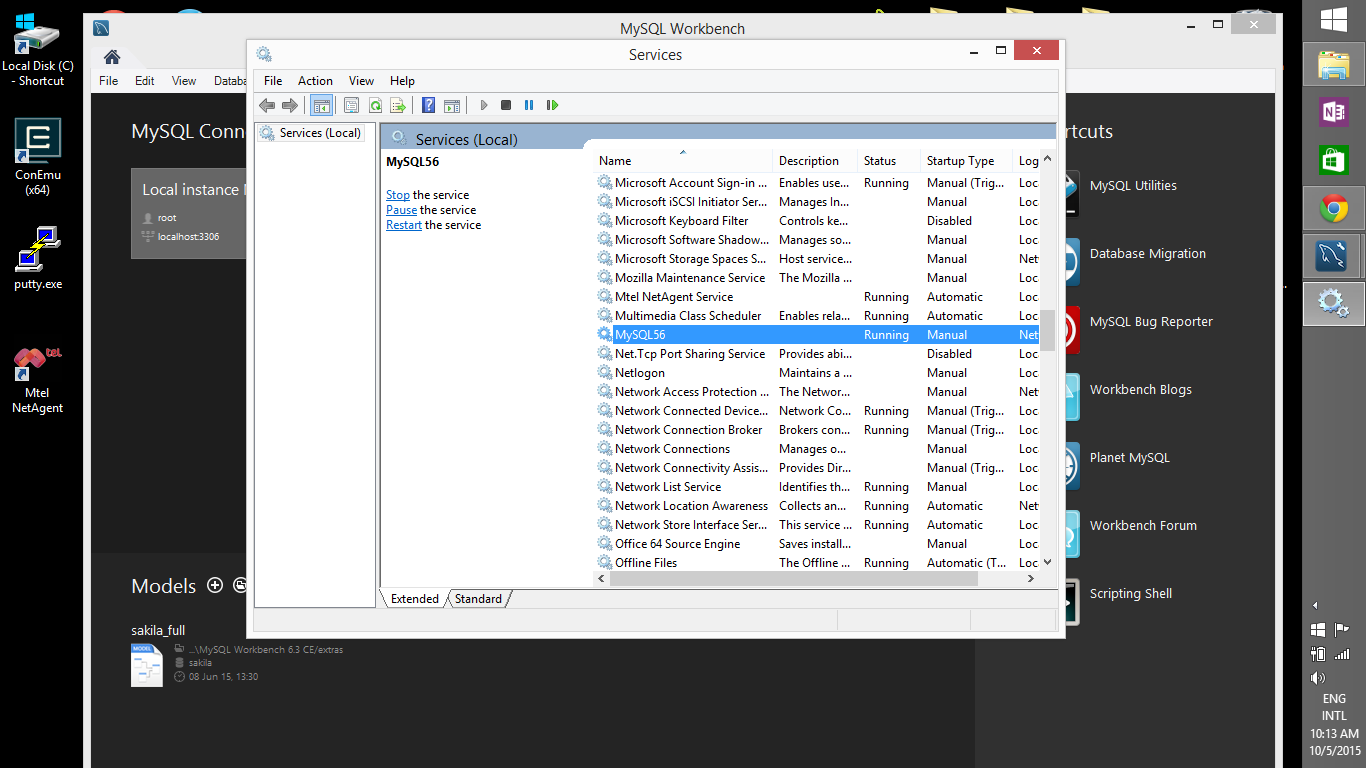 Local Disk (C)
- Shortcut
ConEmu
(x64)
putty.exe
Mtel
NetAgent
MySQL Workbench
File Edit View Databa
MySQL Conn
Local instance
root
localhost:3306
Models
sakila_full
MODEL
...\MySQL Workbench 6.3 CE/extras
sakila
08 Jun 15, 13:30
Services
File Action View Help
Services (Local)
Services (Local)
MySQL56
Stop the service
Pause the service
Restart the service
Name Description Status Startup Type Log
Microsoft Account Sign-in ... Enables use... Running Manual (Trig... Loc
Microsoft iSCSI Initiator Ser... Manages In... Manual Loc
Microsoft Keyboard Filter Controls ke... Disabled Loc
Microsoft Software Shadow... Manages so... Manual Loc
Microsoft Storage Spaces S... Host service... Manual Net
Mozilla Maintenance Service The Mozilla ... Manual Loc
Mtel NetAgent Service Running Automatic Loc
Multimedia Class Scheduler Enables rela... Running Automatic Loc
MySQL56 Running Manual Net
Net.Tcp Port Sharing Service Provides abi... Disabled Loc
Netlogon Maintains a ... Manual Loc
Network Access Protection ... The Networ... Manual Net
Network Connected Device... Network Co... Running Manual (Trig... Loc
Network Connection Broker Brokers con... Running Manual (Trig... Loc
Network Connections Manages o... Manual Loc
Network Connectivity Assis... Provides Dir... Manual (Trig... Loc
Network List Service Identifies th... Running Manual Loc
Network Location Awareness Collects an... Running Automatic Net
Network Store Interface Ser... This service ... Running Automatic Loc
Office 64 Source Engine Saves install... Manual Loc
Offline Files The Offline ... Running Automatic (T... Loc
Extended Standard
rtcuts
MySQL Utilities
Database Migration
MySQL Bug Reporter
Workbench Blogs
Planet MySQL
Workbench Forum
Scripting Shell
ENG
INTL
10:13 AM
10/5/2015